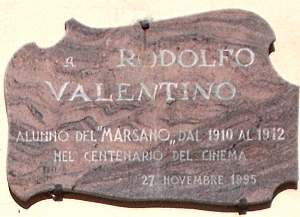 A RODOLFO
VALENTINO
ALUNNO DEL "MARSANO" DAL 1910 AL 1912
NEL CENTENARIO DEL CINEMA
27 NOVEMBRE 1995